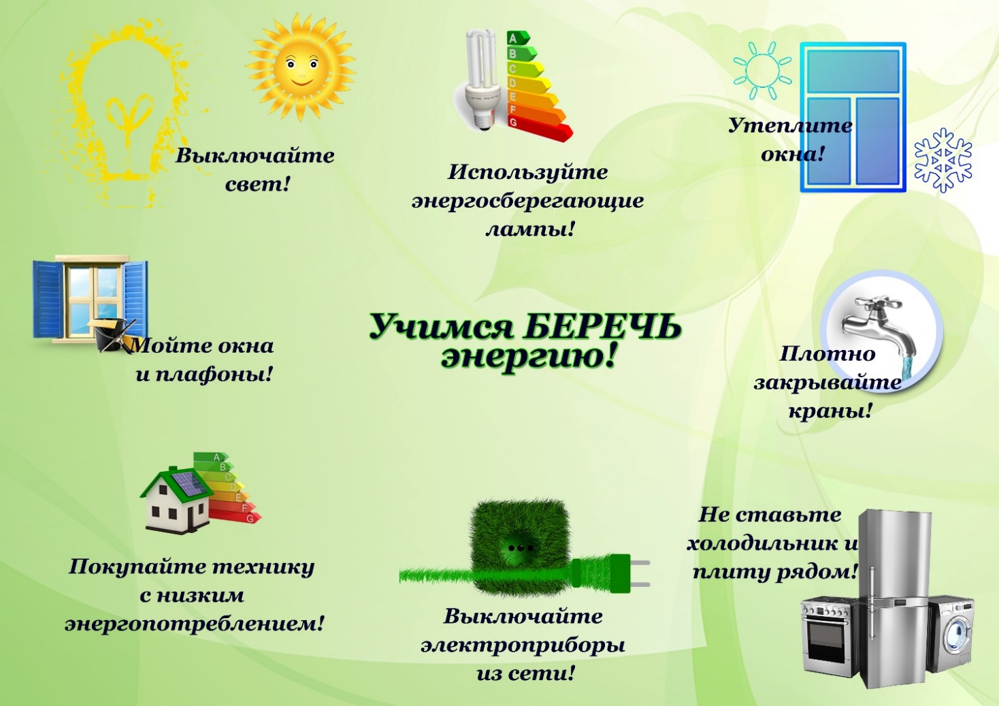 Выключайте
свет!
A
B
C
D
E
F
G
Используйте
энергосберегающие
лампы!
Утеплите
окна!
Мойте окна
и плафоны!
Учимся БЕРЕЧЬ
энергию!
Плотно
закрывайте
краны!
A
B
C
D
E
F
G
Покупайте технику
с низким
энергопотреблением!
Выключайте
электроприборы
из сети!
Не ставьте
холодильник и
плиту рядом!